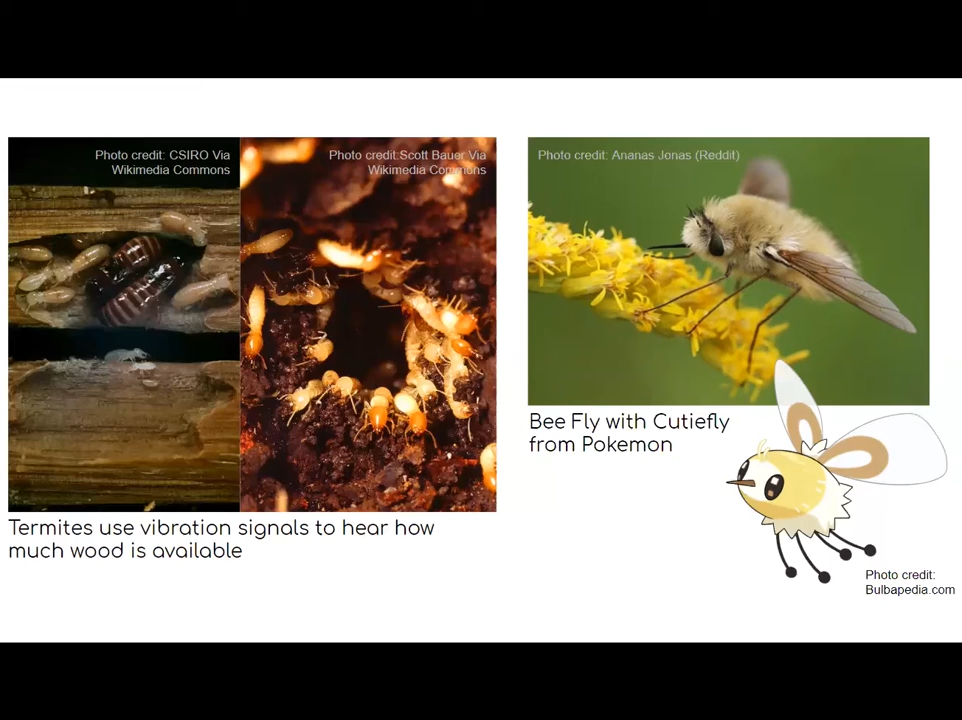 Photo credit: CSIRO Via
Wikimedia Commons
Photo credit:Scott Bauer Via
Wikimedia Commons
Termites use vibration signals to hear how
much wood is available
Photo credit: Ananas Jonas (Reddit)
Bee Fly with Cutiefly
from Pokemon
Photo credit:
Bulbapedia.com